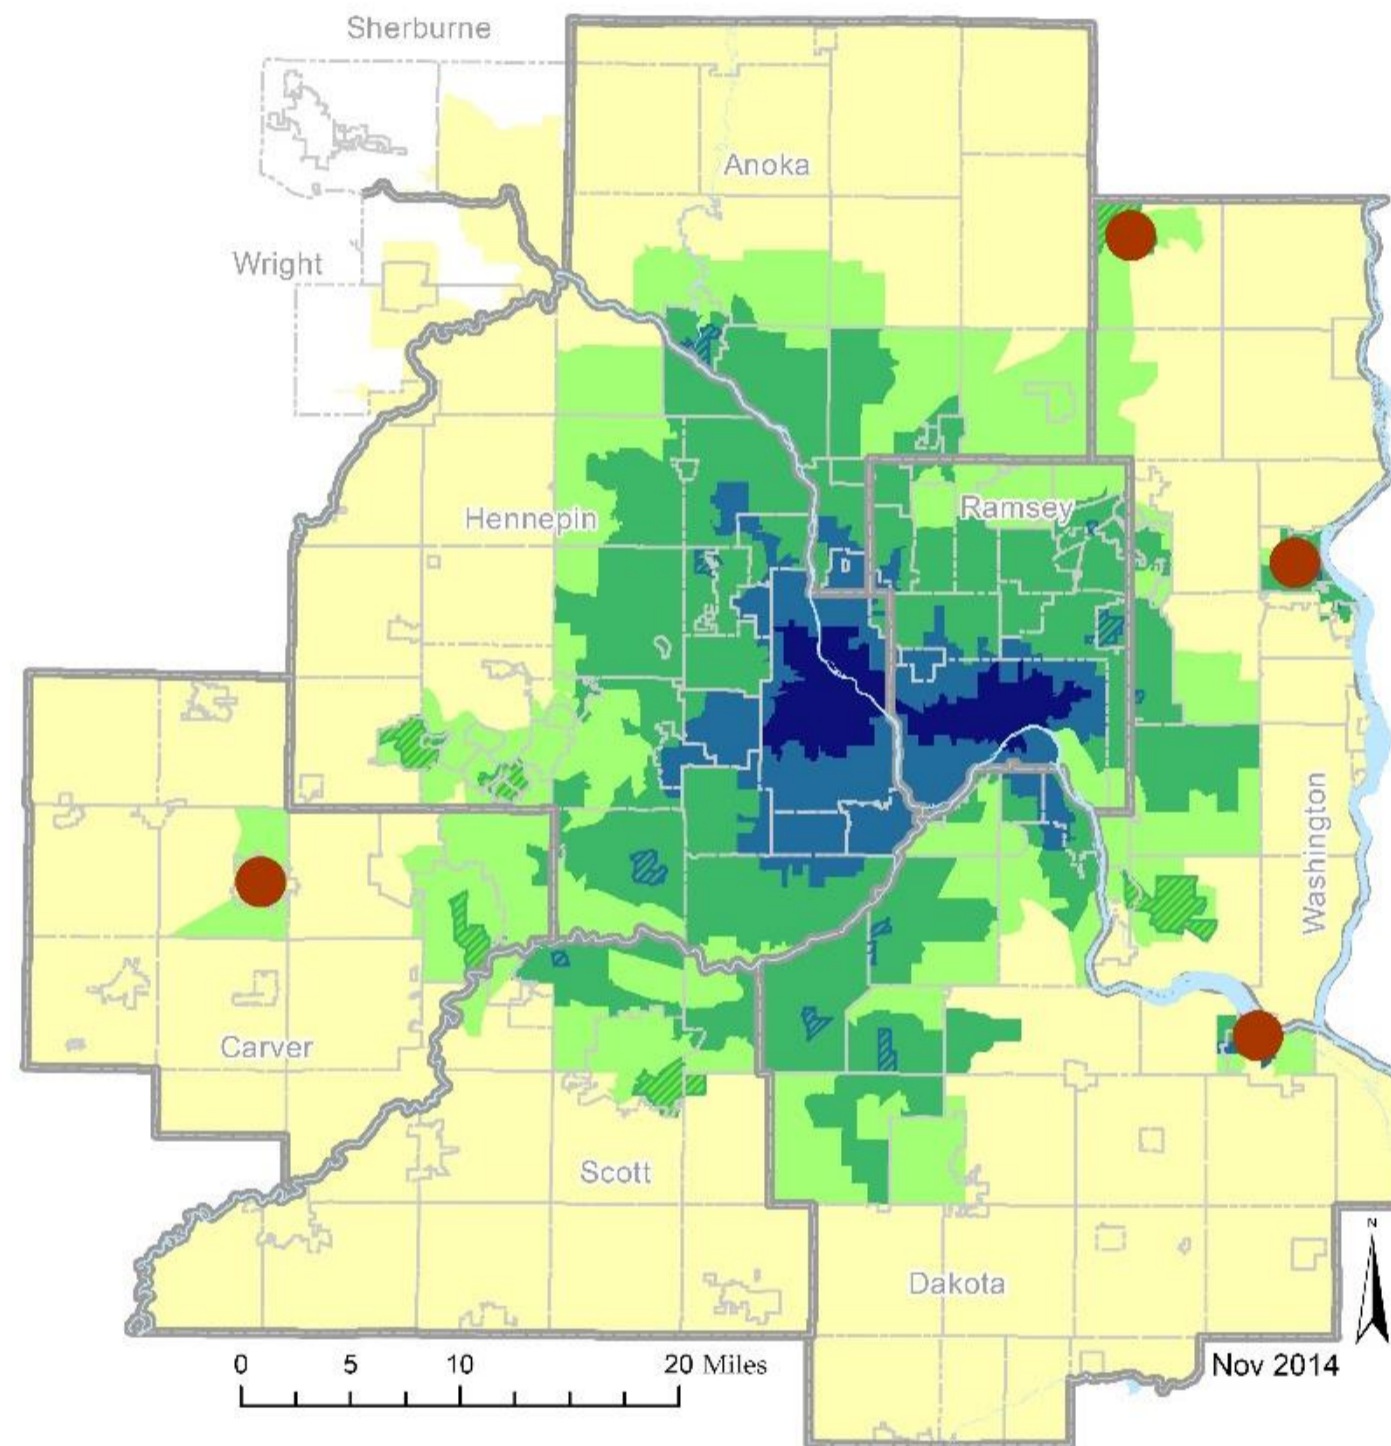 Sherburne
Anoka
Wright
Hennepin
Ramsey
Washington
Carver
Scott
N
Dakota
0 5 10 20 Miles
Nov 2014